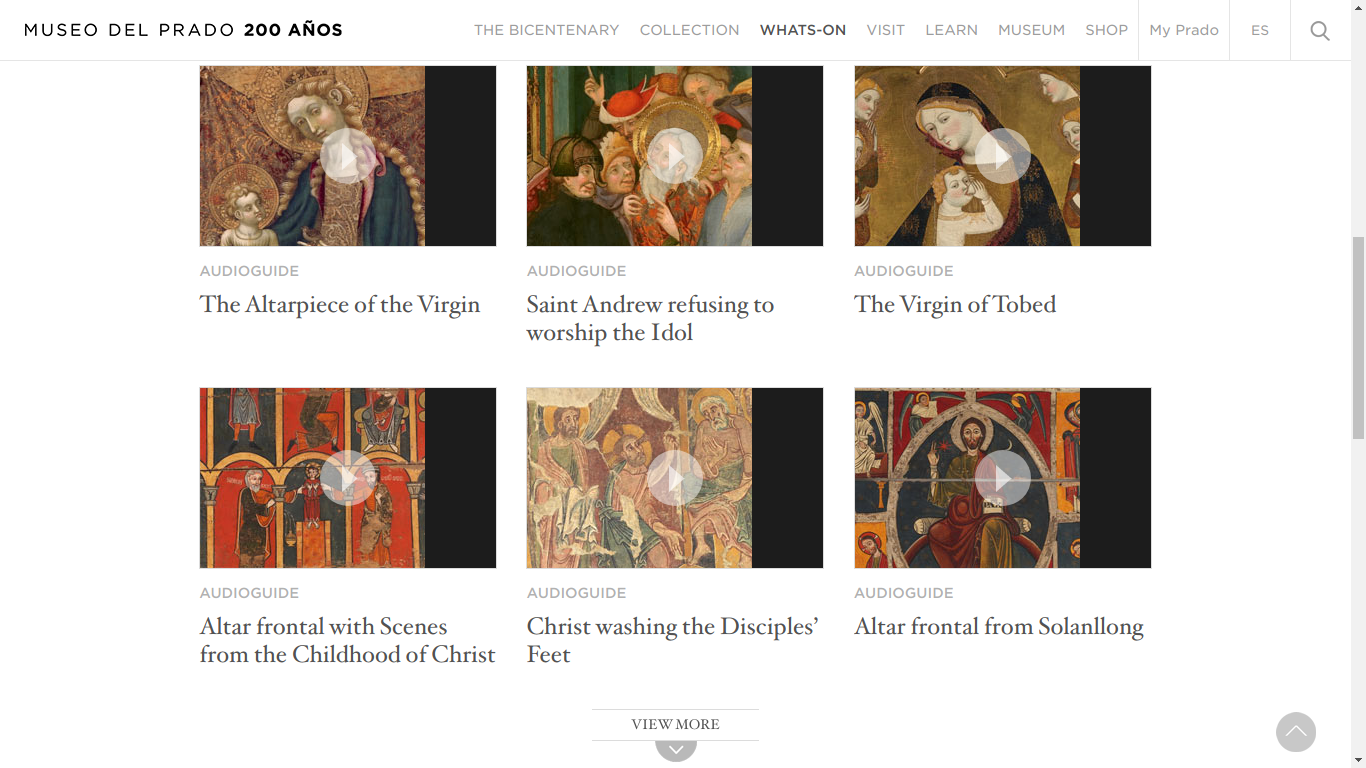 MUSEO DEL PRADO 200 AÑOS
THE BICENTENARY COLLECTION WHATS-ON VISIT LEARN MUSEUM SHOP My Prado ES
AUDIOGUIDE
The Altarpiece of the Virgin
AUDIOGUIDE
Saint Andrew refusing to
worship the Idol
AUDIOGUIDE
The Virgin of Tobed
AUDIOGUIDE
Altar frontal with Scenes
from the Childhood of Christ
AUDIOGUIDE
Christ washing the Disciples’
Feet
AUDIOGUIDE
Altar frontal from Solanllong
VIEW MORE